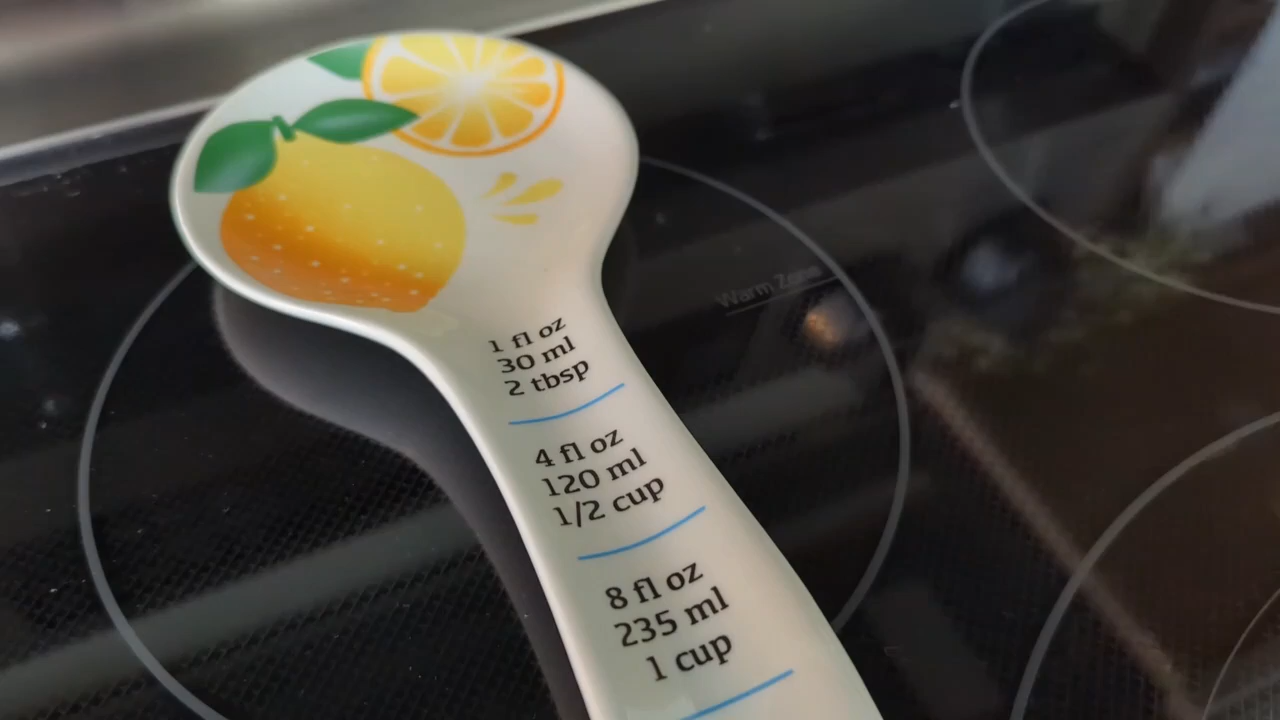 1 fl oz
30 ml
2 tbsp
4 fl oz
120 ml
1/2 cup
8 fl oz
235 ml
1 cup
Warm Zone